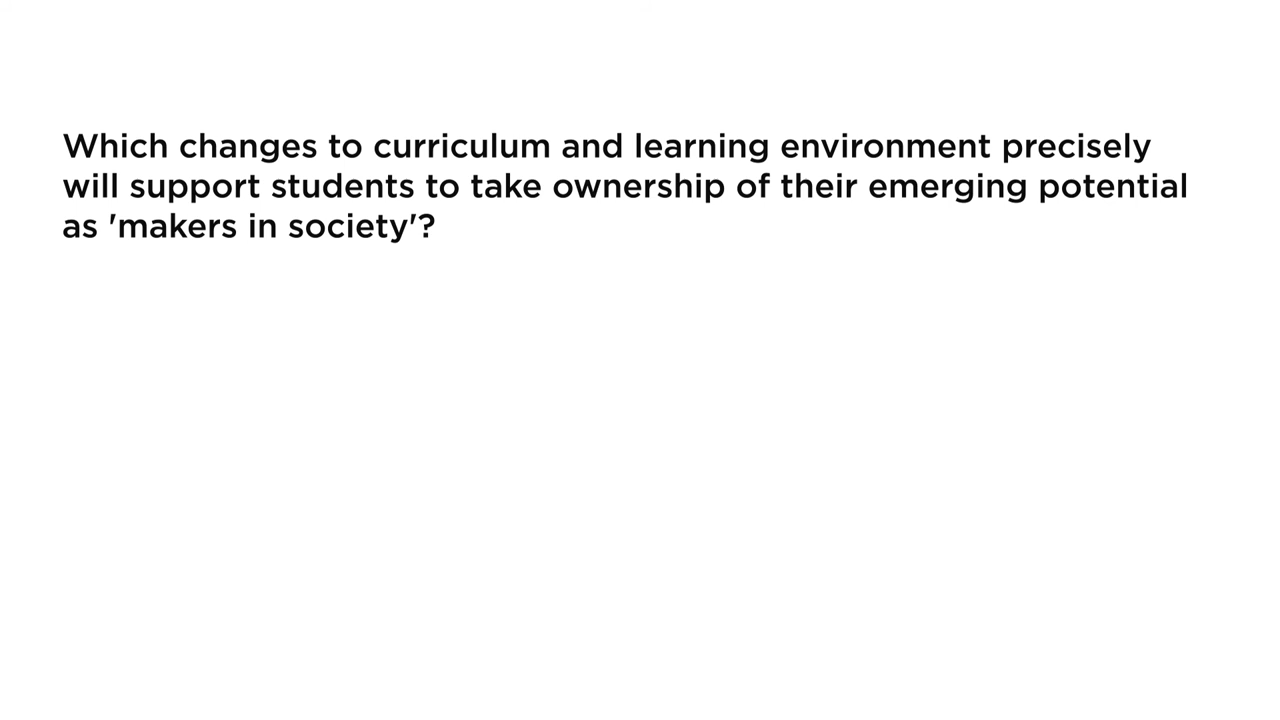 Which changes to curriculum and learning environment precisely
will support students to take ownership of their emerging potential
as 'makers in society'?